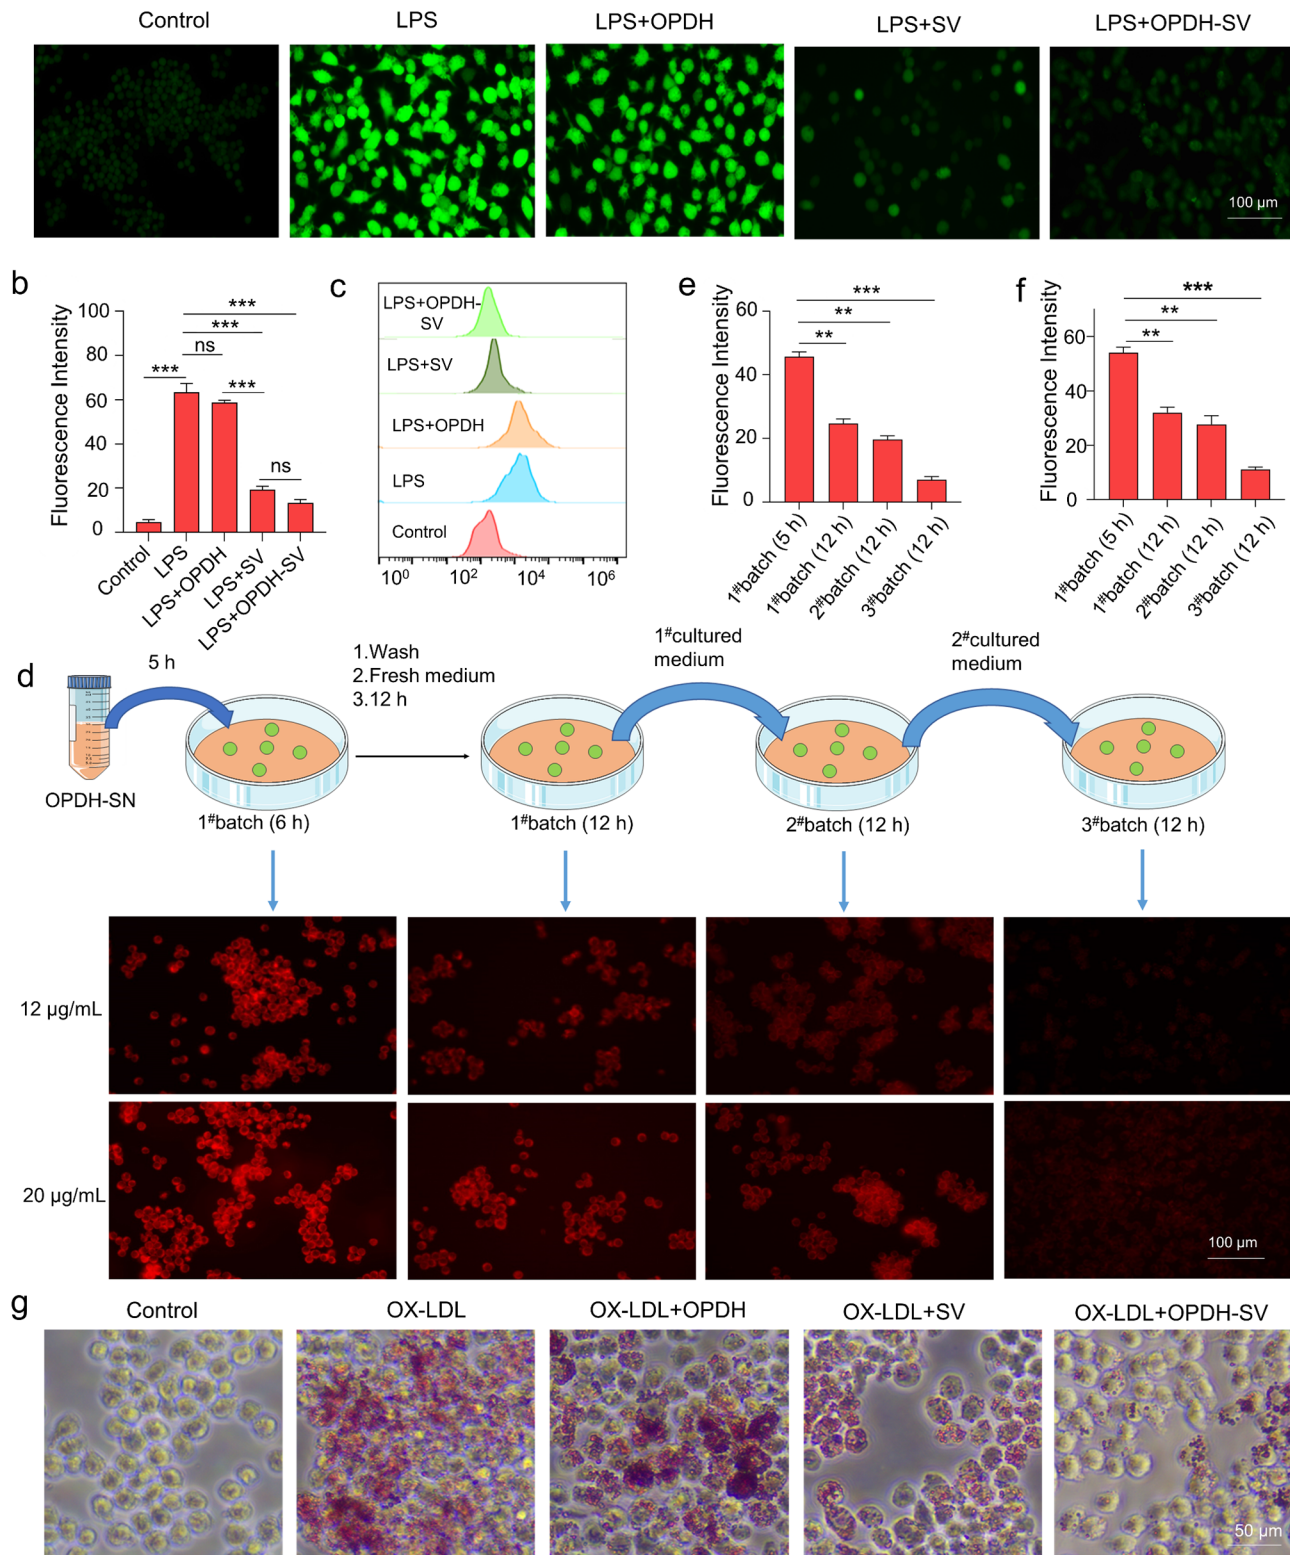 Control
LPS
LPS+OPDH
LPS+SV
LPS+OPDH-SV
100 µm
b
Fluorescence Intensity
100
80
60
40
20
0
***
***
ns
***
***
ns
Control
LPS
LPS+OPDH
LPS+SV
LPS+OPDH-SV
c
LPS+OPDH-
SV
LPS+SV
LPS+OPDH
LPS
Control
10⁰
10²
10⁴
10⁶
e
Fluorescence Intensity
60
40
20
0
***
**
**
1#batch (5 h)
1#batch (12 h)
2#batch (12 h)
3#batch (12 h)
f
Fluorescence Intensity
60
40
20
0
***
**
**
1#batch (5 h)
1#batch (12 h)
2#batch (12 h)
3#batch (12 h)
d
5 h
1.Wash
2.Fresh medium
3.12 h
1#cultured
medium
2#cultured
medium
OPDH-SN
1#batch (6 h)
1#batch (12 h)
2#batch (12 h)
3#batch (12 h)
12 µg/mL
20 µg/mL
100 µm
g
Control
OX-LDL
OX-LDL+OPDH
OX-LDL+SV
OX-LDL+OPDH-SV
50 µm